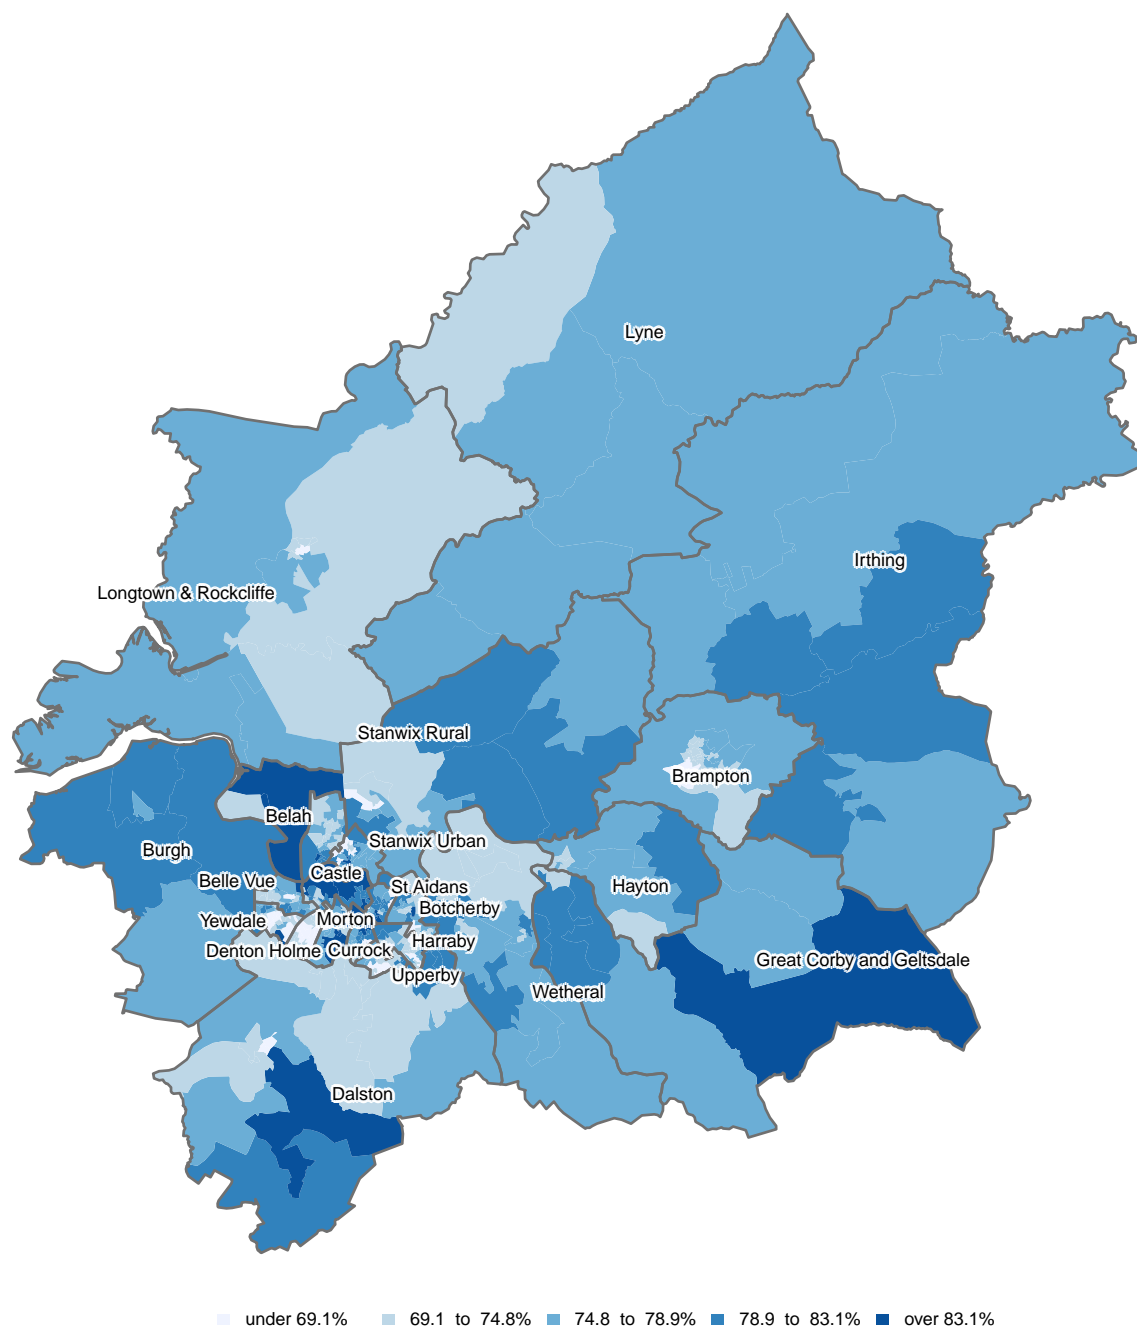 Lyne
Irthing
Longtown & Rockcliffe
Stanwix Rural
Brampton
Belah
Stanwix Urban
Burgh
Castle
Belle Vue
St Aidans
Hayton
Botcherby
Yewdale
Morton
Harraby
Denton Holme
Currock
Great Corby and Geltsdale
Upperby
Wetheral
Dalston
under 69.1% 69.1 to 74.8% 74.8 to 78.9% 78.9 to 83.1% over 83.1%